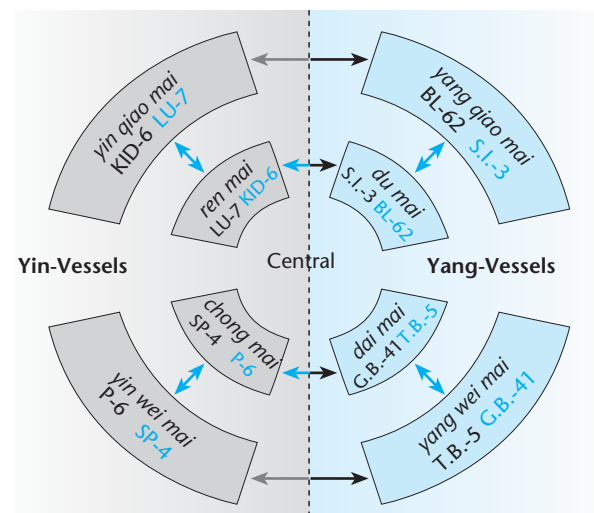 yin qiao mai
KID-6 LU-7
yang qiao mai
BL-62 S.I.-3
ren mai
LU-7 KID-6
du mai
S.I.-3 BL-62
Yin-Vessels
Central
Yang-Vessels
chong mai
SP-4 P-6
dai mai
G.B.-41 T.B.-5
yin wei mai
P-6 SP-4
yang wei mai
T.B.-5 G.B.-41